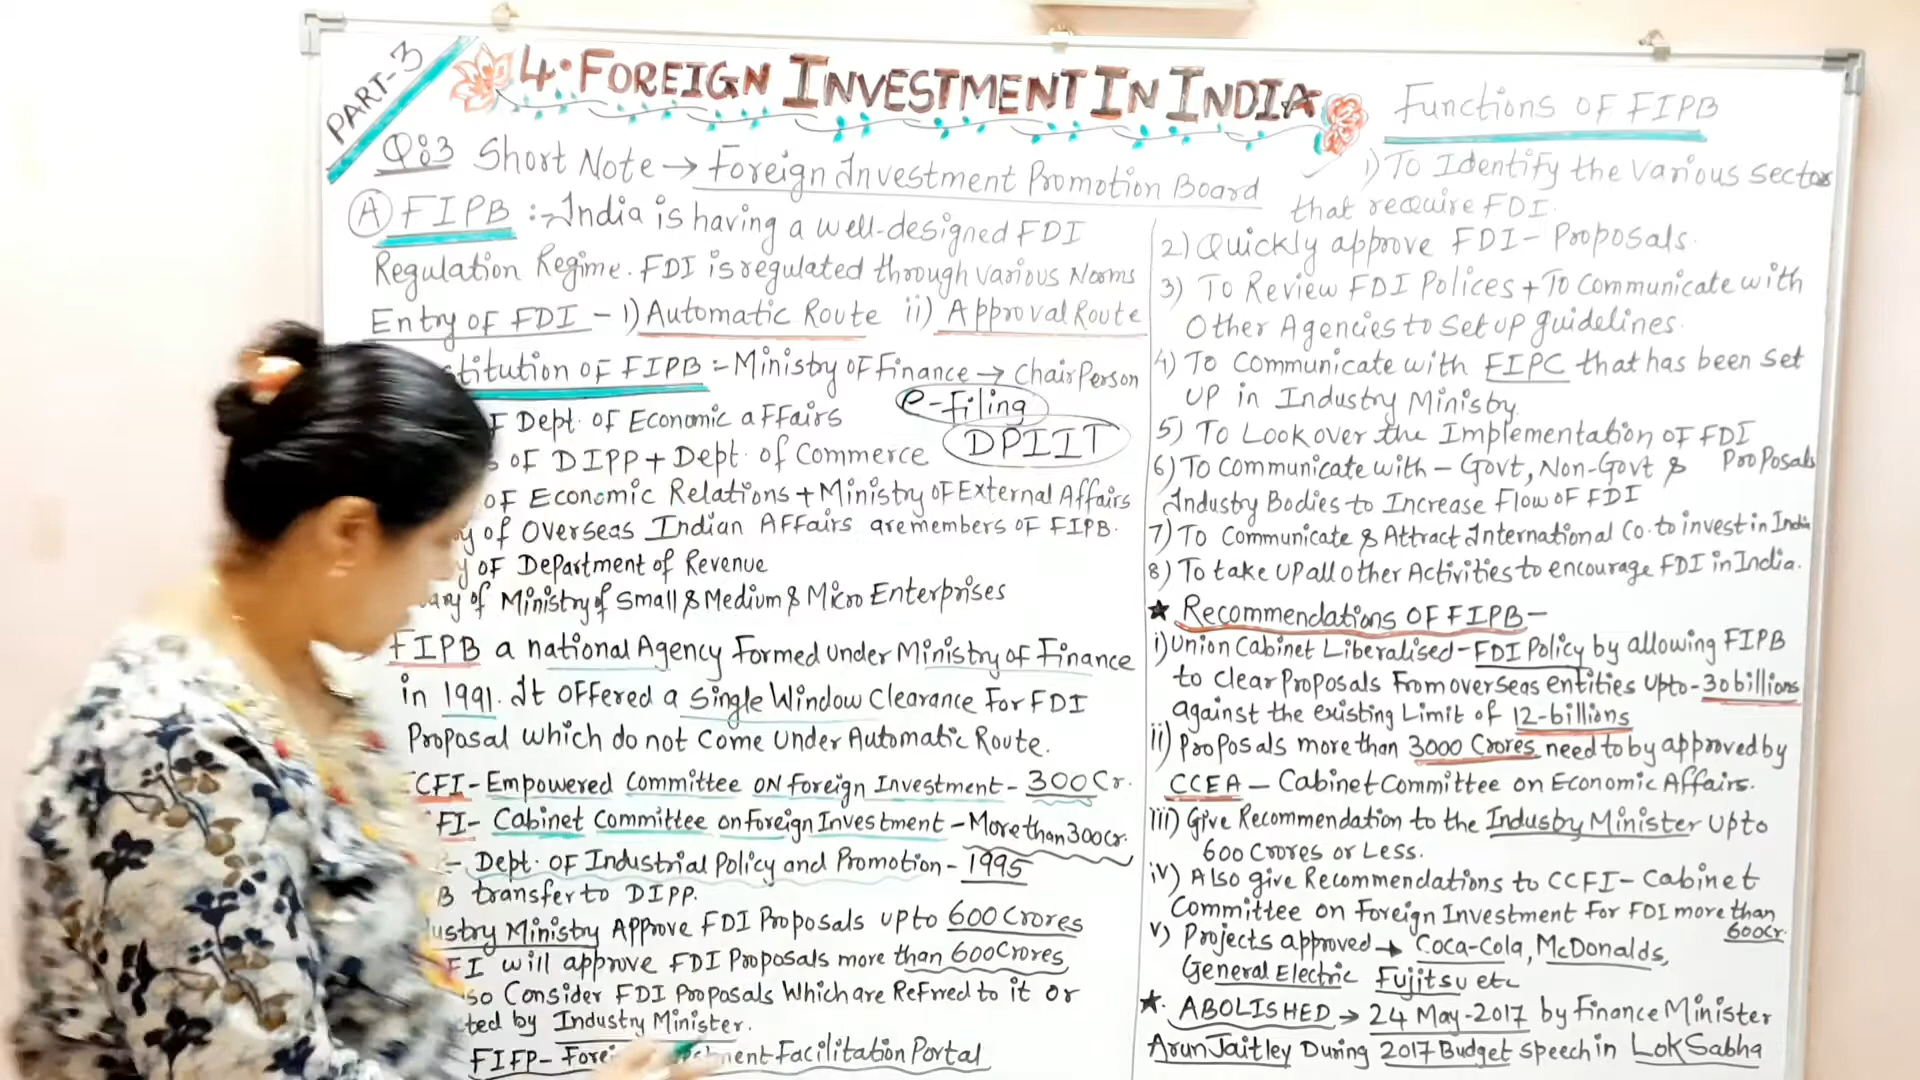 PART-3
4. FOREIGN INVESTMENT IN INDIA
Q:3 Short Note → Foreign Investment Promotion Board
(A) FIPB :- India is having a well-designed FDI
Regulation Regime. FDI is regulated through various Norms
Entry of FDI - i) Automatic Route ii) Approval Route
stitution of FIPB :- Ministry of Finance → Chair Person
e-filing
F Dept. of Economic affairs
DPIIT
s of DIPP + Dept. of Commerce
of Economic Relations + Ministry of External Affairs
y of Overseas Indian Affairs are members of FIPB.
y of Department of Revenue
ary of Ministry of Small & Medium & Micro Enterprises
FIPB a national Agency Formed under Ministry of Finance
in 1991. It offered a Single Window Clearance For FDI
Proposal which do not come under Automatic Route.
CFI - Empowered Committee on Foreign Investment - 300 Cr.
FI - Cabinet Committee on Foreign Investment - More than 300 Cr.
- Dept. of Industrial Policy and Promotion - 1995
B transfer to DIPP.
ustry Ministry Approve FDI Proposals upto 600 Crores
FI will approve FDI Proposals more than 600 Crores
so Consider FDI Proposals Which are Refrred to it or
ted by Industry Minister.
FIFP - Forei stment Facilitation Portal
Functions of FIPB
1) To Identify the various sector
that require FDI.
2) Quickly approve FDI - Proposals.
3) To Review FDI Polices + To Communicate with
Other Agencies to set up guidelines.
4) To Communicate with FIPC that has been set
up in Industry Ministry.
5) To Look over the Implementation of FDI Proposals
6) To Communicate with - Govt, Non-Govt &
Industry Bodies to Increase Flow of FDI
7) To Communicate & Attract International Co. to invest in India
8) To take up all other Activities to encourage FDI in India.
★ Recommendations of FIPB -
i) Union Cabinet Liberalised - FDI Policy by allowing FIPB
to clear Proposals From overseas entities upto - 30 billions
against the existing Limit of 12-billions
ii) Proposals more than 3000 Crores need to by approved by
CCEA - Cabinet Committee on Economic Affairs.
iii) Give Recommendation to the Industry Minister upto
600 Crores or Less.
iv) Also give Recommendations to CCFI - Cabinet
Committee on Foreign Investment for FDI more than
600 Cr.
v) Projects approved → Coca-Cola, McDonalds,
General Electric Fujitsu etc
★. ABOLISHED → 24 May-2017 by Finance Minister
Arun Jaitley During 2017 Budget Speech in Lok Sabha